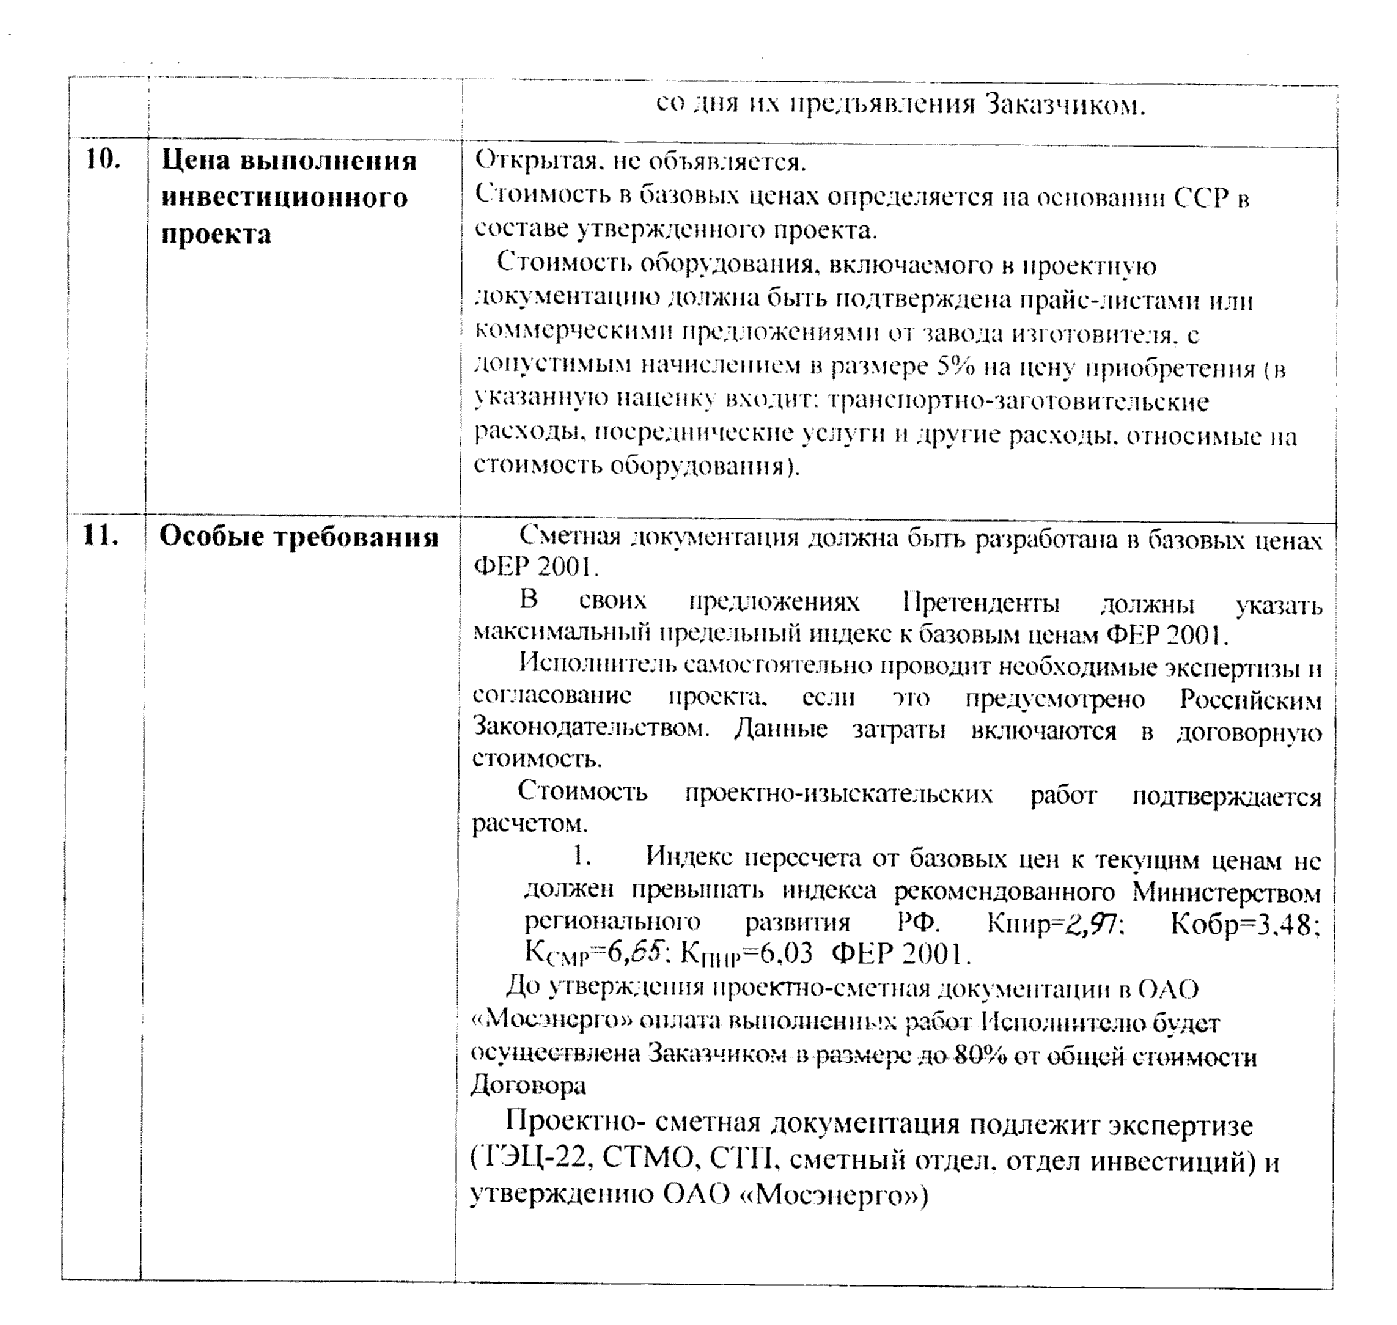 со дня их предъявления Заказчиком.
10. Цена выполнения инвестиционного проекта
Открытая, не объявляется.
Стоимость в базовых ценах определяется на основании ССР в
составе утвержденного проекта.
Стоимость оборудования, включаемого в проектную
документацию должна быть подтверждена прайс-листами или
коммерческими предложениями от завода изготовителя, с
допустимым начислением в размере 5% на цену приобретения (в
указанную наценку входит: транспортно-заготовительские
расходы, посреднические услуги и другие расходы, относимые на
стоимость оборудования).
11. Особые требования
Сметная документация должна быть разработана в базовых ценах
ФЕР 2001.
В своих предложениях Претенденты должны указать
максимальный предельный индекс к базовым ценам ФЕР 2001.
Исполнитель самостоятельно проводит необходимые экспертизы и
согласование проекта, если это предусмотрено Российским
Законодательством. Данные затраты включаются в договорную
стоимость.
Стоимость проектно-изыскательских работ подтверждается
расчетом.
1. Индекс пересчета от базовых цен к текущим ценам не
должен превышать индекса рекомендованного Министерством
регионального развития РФ. Кпир=2,97; Кобр=3,48;
КСМР=6,65; КПНР=6,03 ФЕР 2001.
До утверждения проектно-сметная документации в ОАО
«Мосэнерго» оплата выполненных работ Исполнителю будет
осуществлена Заказчиком в размере до 80% от общей стоимости
Договора
Проектно- сметная документация подлежит экспертизе
(ТЭЦ-22, СТМО, СТП, сметный отдел, отдел инвестиций) и
утверждению ОАО «Мосэнерго»)